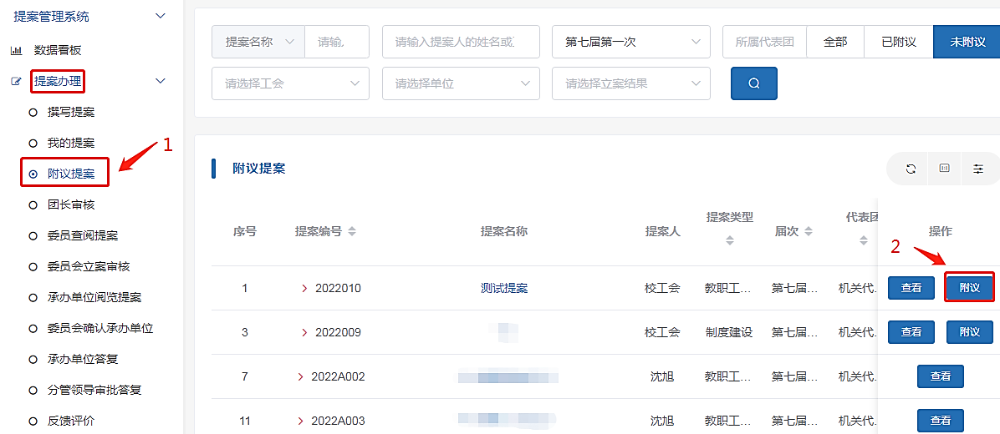 提案管理系统
数据看板
提案办理
撰写提案
我的提案
附议提案
团长审核
委员查阅提案
委员会立案审核
承办单位阅览提案
委员会确认承办单位
承办单位答复
分管领导审批答复
反馈评价
1
提案名称 请输 请输入提案人的姓名或 第七届第一次 所属代表团 全部 已附议 未附议
请选择工会 请选择单位 请选择立案结果
附议提案
序号 提案编号 提案名称 提案人 提案类型 届次 代表团 操作
2
1 2022010 测试提案 校工会 教职工... 第七届... 机关代... 查看 附议
3 2022009 校工会 制度建设 第七届... 机关代... 查看 附议
7 2022A002 沈旭 教职工... 第七届... 机关代... 查看
11 2022A003 沈旭 教职工... 第七届... 机关代... 查看